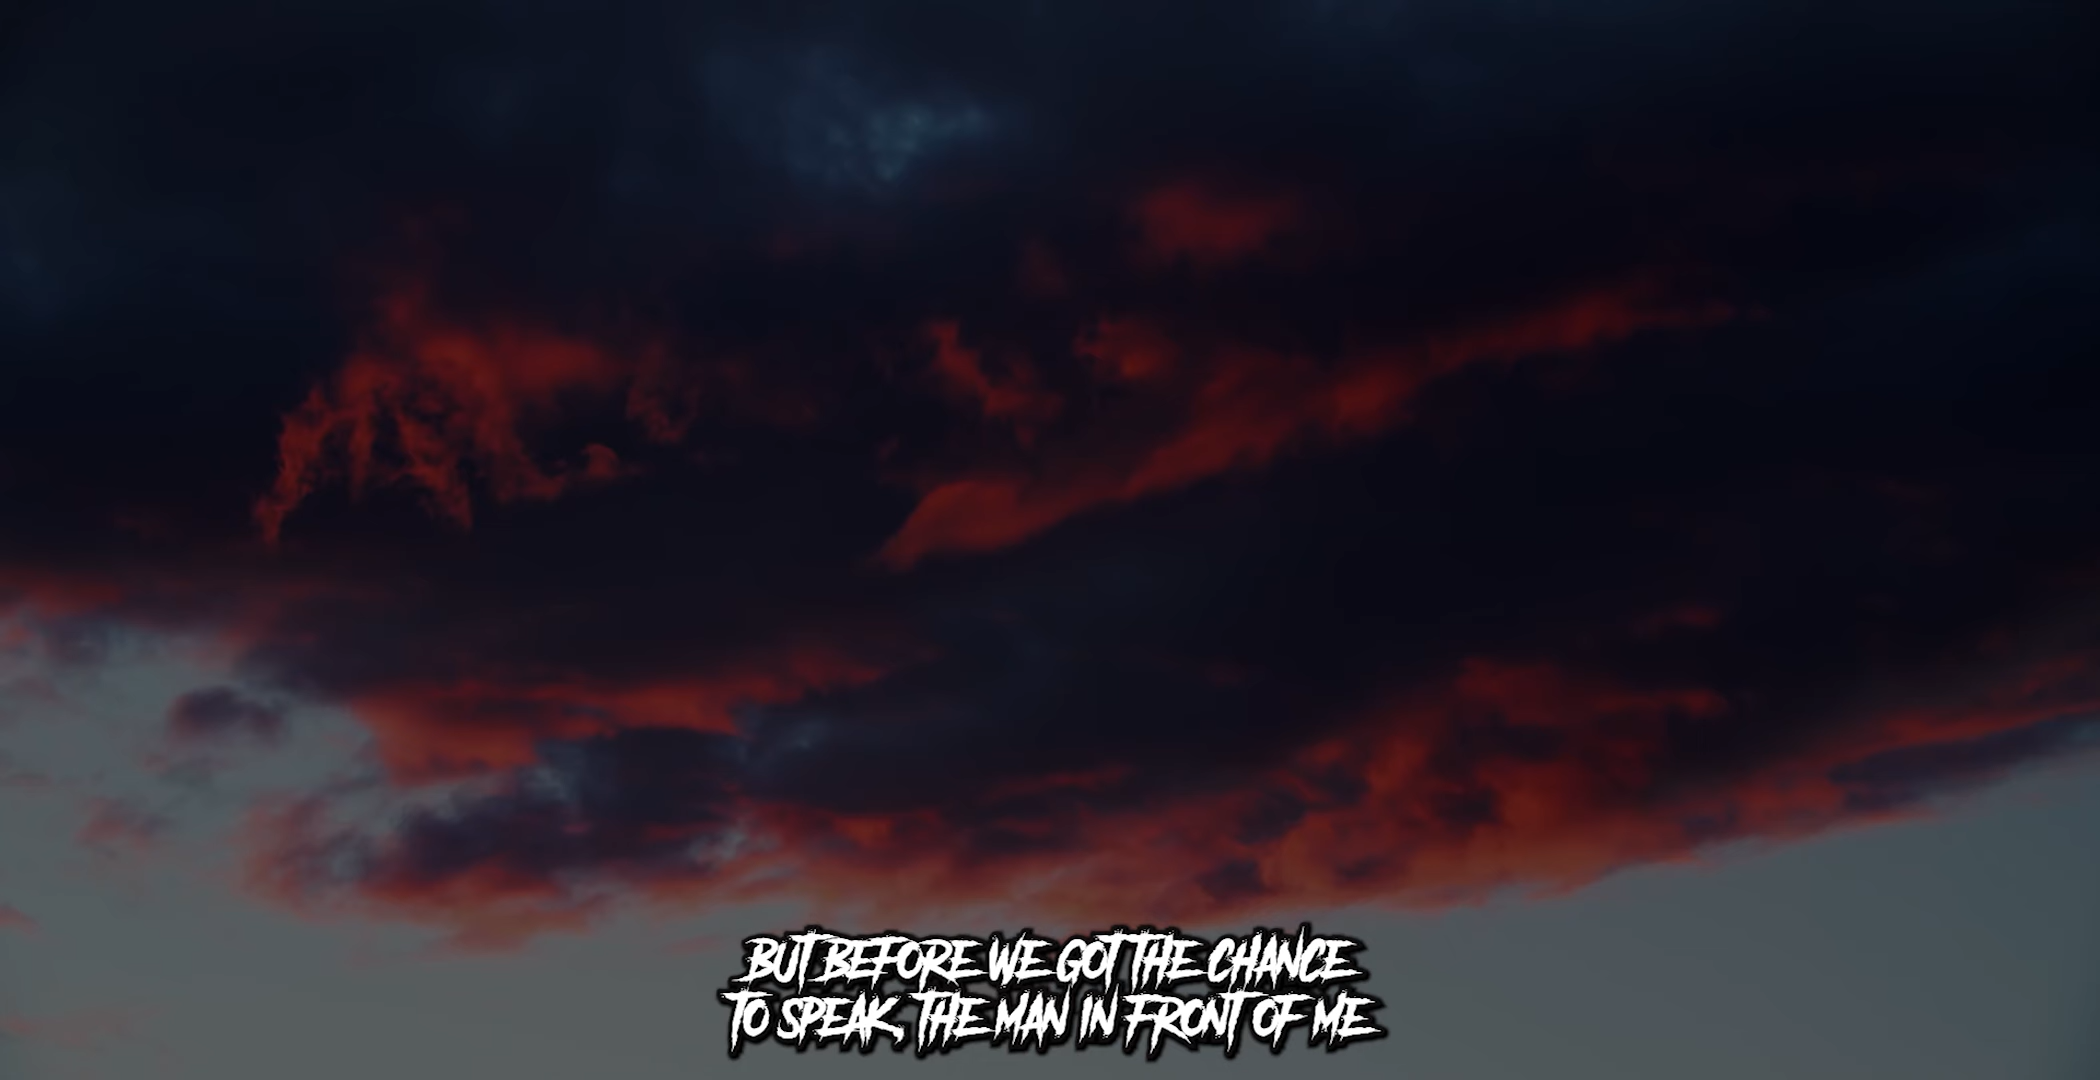 BUT BEFORE WE GOT THE CHANCE
TO SPEAK, THE MAN IN FRONT OF ME